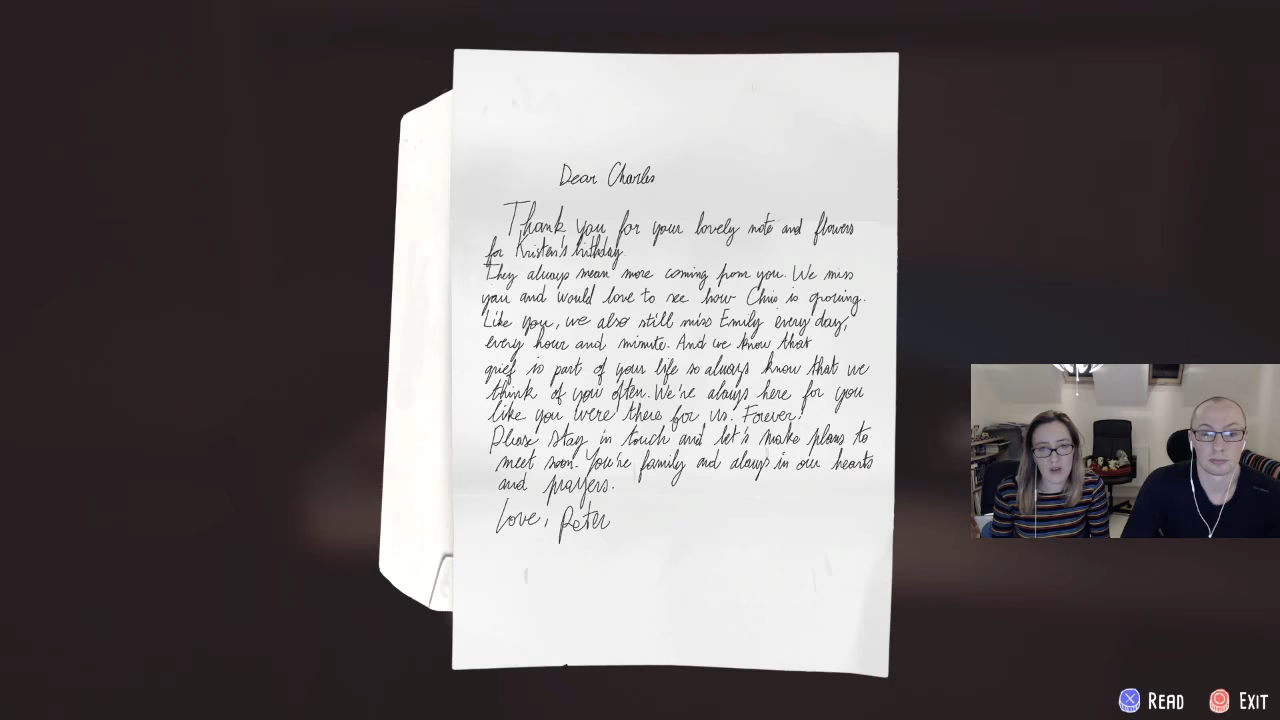 Dear Charles
Thank you for your lovely note and flowers
for Kristen's birthday.
They always mean more coming from you. We miss
you and would love to see how Chris is growing.
Like you, we also still miss Emily every day,
every hour and minute. And we know that
grief is part of your life so always know that we
think of you often. We're always here for you
like you were there for us. Forever!
Please stay in touch and let's make plans to
meet soon. You're family and always in our hearts
and prayers.
Love, Peter
READ EXIT